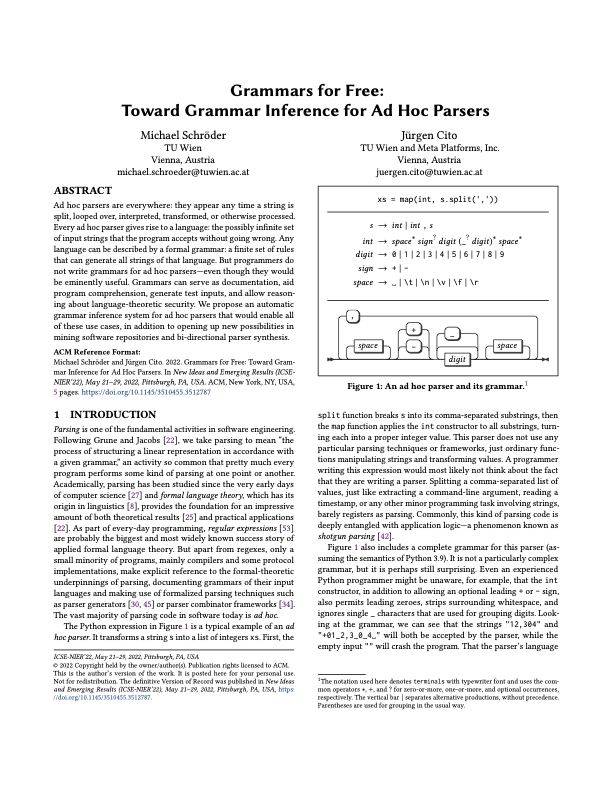 Grammars for Free:
Toward Grammar Inference for Ad Hoc Parsers
Michael Schröder
TU Wien
Vienna, Austria
michael.schroeder@tuwien.ac.at
Jürgen Cito
TU Wien and Meta Platforms, Inc.
Vienna, Austria
juergen.cito@tuwien.ac.at
ABSTRACT
Ad hoc parsers are everywhere: they appear any time a string is
split, looped over, interpreted, transformed, or otherwise processed.
Every ad hoc parser gives rise to a language: the possibly infinite
set of input strings that the program accepts without going wrong. Any
language can be described by a formal grammar: a finite set of rules
that can generate all strings of that language. But programmers do
not write grammars for ad hoc parsers—even though they would
be eminently useful. Grammars can serve as documentation, aid
program comprehension, generate test inputs, and allow reason-
ing about language-theoretic security. We propose an automatic
grammar inference system for ad hoc parsers that would enable all
of these use cases, in addition to opening up new possibilities in
mining software repositories and bi-directional parser synthesis.
ACM Reference Format:
Michael Schröder and Jürgen Cito. 2022. Grammars for Free: Toward Gram-
mar Inference for Ad Hoc Parsers. In New Ideas and Emerging Results (ICSE-
NIER'22), May 21–29, 2022, Pittsburgh, PA, USA. ACM, New York, NY, USA,
5 pages. https://doi.org/10.1145/3510455.3512787
1 INTRODUCTION
Parsing is one of the fundamental activities in software engineering.
Following Grune and Jacobs [22], we take parsing to mean "the
process of structuring a linear representation in accordance with
a given grammar," an activity so common that pretty much every
program performs some kind of parsing at one point or another.
Academically, parsing has been studied since the very early days
of computer science [27] and formal language theory, which has its
origin in linguistics [8], provides the foundation for an impressive
amount of both theoretical results [25] and practical applications
[22]. As part of every-day programming, regular expressions [53]
are probably the biggest and most widely known success story of
applied formal language theory. But apart from regexes, only a
small minority of programs, mainly compilers and some protocol
implementations, make explicit reference to the formal-theoretic
underpinnings of parsing, documenting grammars of their input
languages and making use of formalized parsing techniques such
as parser generators [30, 45] or parser combinator frameworks [34].
The vast majority of parsing code in software today is ad hoc.
The Python expression in Figure 1 is a typical example of an ad
hoc parser. It transforms a string s into a list of integers xs. First, the
ICSE-NIER'22, May 21–29, 2022, Pittsburgh, PA, USA
© 2022 Copyright held by the owner/author(s). Publication rights licensed to ACM.
This is the author's version of the work. It is posted here for your personal use.
Not for redistribution. The definitive Version of Record was published in New Ideas
and Emerging Results (ICSE-NIER'22), May 21–29, 2022, Pittsburgh, PA, USA, https:
//doi.org/10.1145/3510455.3512787.
xs = map(int, s.split(','))
s → int | int , s
int → space* sign? digit (_? digit)* space*
digit → 0 | 1 | 2 | 3 | 4 | 5 | 6 | 7 | 8 | 9
sign → + | -
space → ␣ | \t | \n | \v | \f | \r
,
+ _
space - space
digit
Figure 1: An ad hoc parser and its grammar.1
split function breaks s into its comma-separated substrings, then
the map function applies the int constructor to all substrings, turn-
ing each into a proper integer value. This parser does not use any
particular parsing techniques or frameworks, just ordinary func-
tions manipulating strings and transforming values. A programmer
writing this expression would most likely not think about the fact
that they are writing a parser. Splitting a comma-separated list of
values, just like extracting a command-line argument, reading a
timestamp, or any other minor programming task involving strings,
barely registers as parsing. Commonly, this kind of parsing code is
deeply entangled with application logic—a phenomenon known as
shotgun parsing [42].
Figure 1 also includes a complete grammar for this parser (as-
suming the semantics of Python 3.9). It is not a particularly complex
grammar, but it is perhaps still surprising. Even an experienced
Python programmer might be unaware, for example, that the int
constructor, in addition to allowing an optional leading + or - sign,
also permits leading zeroes, strips surrounding whitespace, and
ignores single _ characters that are used for grouping digits. Look-
ing at the grammar, we can see that the strings "12,304" and
"+01_2,3_0_4␣" will both be accepted by the parser, while the
empty input "" will crash the program. That the parser's language
1The notation used here denotes terminals with typewriter font and uses the com-
mon operators *, +, and ? for zero-or-more, one-or-more, and optional occurrences,
respectively. The vertical bar | separates alternative productions, without precedence.
Parentheses are used for grouping in the usual way.